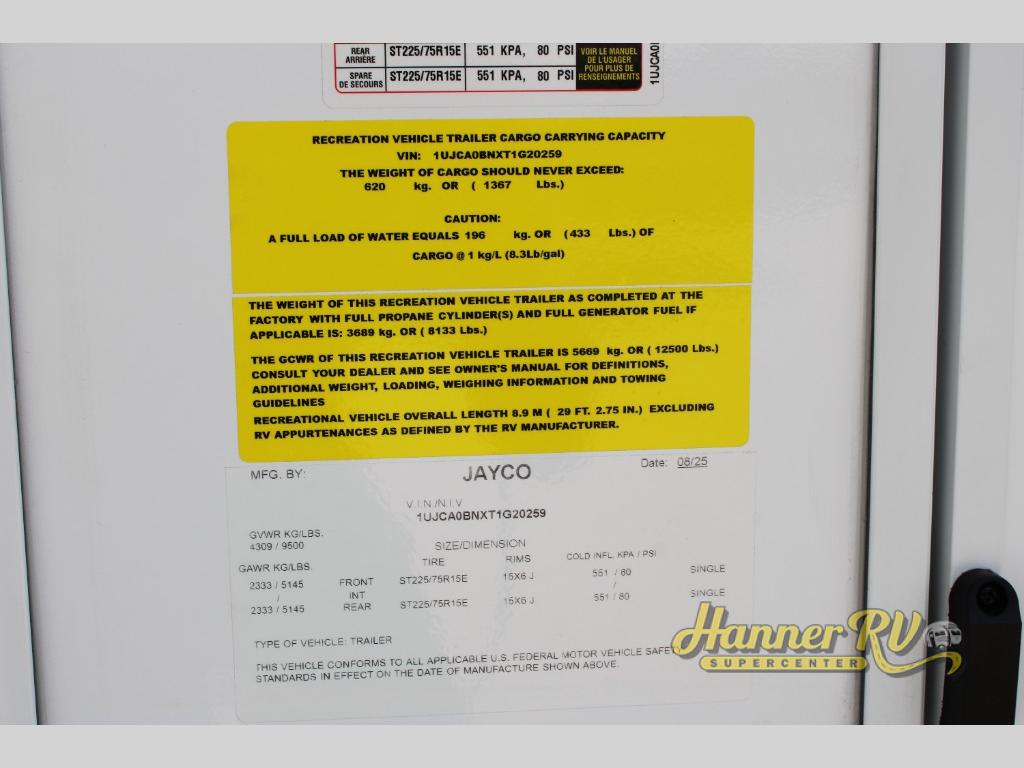 REAR ARRIÈRE ST225/75R15E 551 KPA, 80 PSI
SPARE DE SECOURS ST225/75R15E 551 KPA, 80 PSI
VOIR LE MANUEL
DE L'USAGER
POUR PLUS DE
RENSEIGNEMENTS
RECREATION VEHICLE TRAILER CARGO CARRYING CAPACITY
VIN: 1UJCA0BNXT1G20259
THE WEIGHT OF CARGO SHOULD NEVER EXCEED:
620 kg. OR ( 1367 Lbs.)
CAUTION:
A FULL LOAD OF WATER EQUALS 196 kg. OR (433 Lbs.) OF
CARGO @ 1 kg/L (8.3Lb/gal)
THE WEIGHT OF THIS RECREATION VEHICLE TRAILER AS COMPLETED AT THE
FACTORY WITH FULL PROPANE CYLINDER(S) AND FULL GENERATOR FUEL IF
APPLICABLE IS: 3689 kg. OR ( 8133 Lbs.)
THE GCWR OF THIS RECREATION VEHICLE TRAILER IS 5669 kg. OR ( 12500 Lbs.)
CONSULT YOUR DEALER AND SEE OWNER'S MANUAL FOR DEFINITIONS,
ADDITIONAL WEIGHT, LOADING, WEIGHING INFORMATION AND TOWING
GUIDELINES
RECREATIONAL VEHICLE OVERALL LENGTH 8.9 M ( 29 FT. 2.75 IN.) EXCLUDING
RV APPURTENANCES AS DEFINED BY THE RV MANUFACTURER.
MFG. BY: JAYCO Date: 08/25
V.I.N./N.I.V
1UJCA0BNXT1G20259
GVWR KG/LBS.
4309 / 9500
SIZE/DIMENSION
GAWR KG/LBS. TIRE RIMS COLD INFL. KPA / PSI
2333 / 5145 FRONT ST225/75R15E 15X6 J 551 / 80 SINGLE
/ INT /
2333 / 5145 REAR ST225/75R15E 15X6 J 551 / 80 SINGLE
TYPE OF VEHICLE: TRAILER
THIS VEHICLE CONFORMS TO ALL APPLICABLE U.S. FEDERAL MOTOR VEHICLE SAFETY
STANDARDS IN EFFECT ON THE DATE OF MANUFACTURE SHOWN ABOVE.
Hanner RV
SUPERCENTER